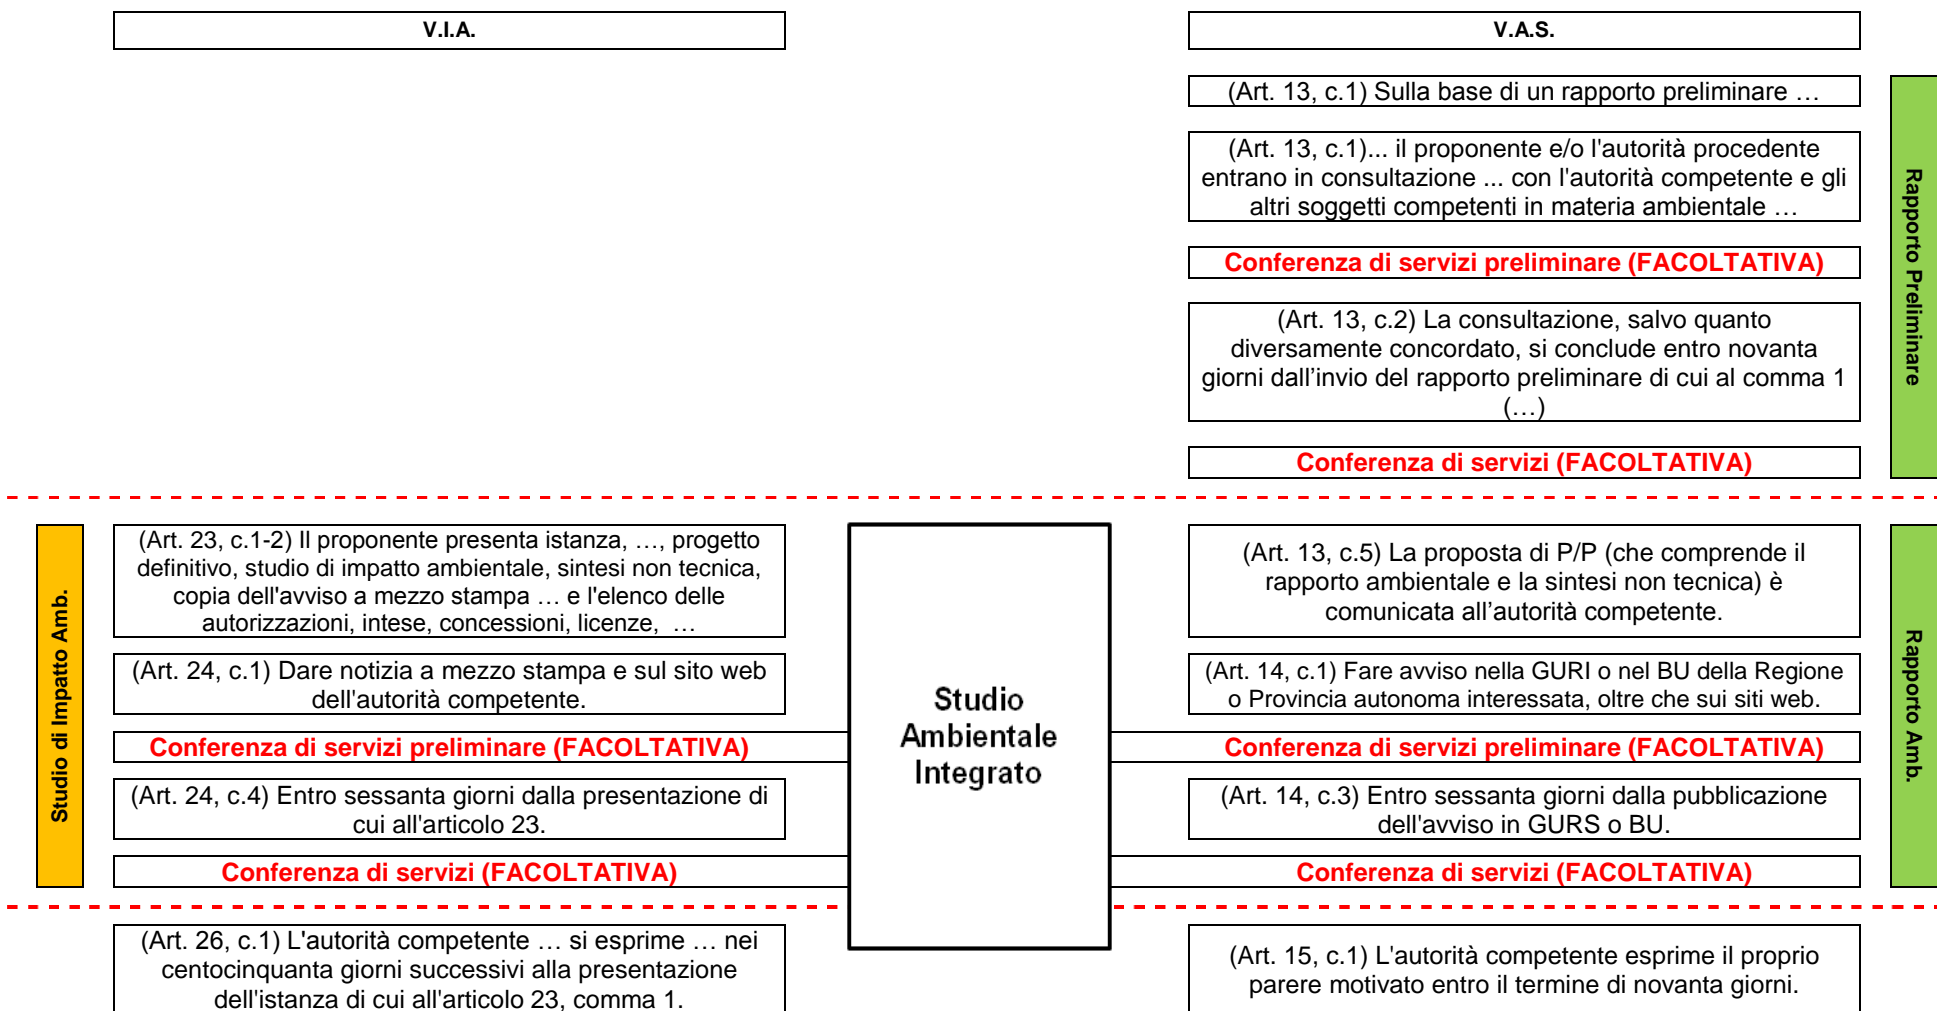 V.I.A.
V.A.S.
(Art. 13, c.1) Sulla base di un rapporto preliminare …
(Art. 13, c.1)... il proponente e/o l'autorità procedente
entrano in consultazione ... con l'autorità competente e gli
altri soggetti competenti in materia ambientale …
Conferenza di servizi preliminare (FACOLTATIVA)
(Art. 13, c.2) La consultazione, salvo quanto
diversamente concordato, si conclude entro novanta
giorni dall’invio del rapporto preliminare di cui al comma 1
(…)
Conferenza di servizi (FACOLTATIVA)
Rapporto Preliminare
Studio di Impatto Amb.
(Art. 23, c.1-2) Il proponente presenta istanza, …, progetto
definitivo, studio di impatto ambientale, sintesi non tecnica,
copia dell'avviso a mezzo stampa … e l'elenco delle
autorizzazioni, intese, concessioni, licenze, …
(Art. 24, c.1) Dare notizia a mezzo stampa e sul sito web
dell'autorità competente.
Conferenza di servizi preliminare (FACOLTATIVA)
(Art. 24, c.4) Entro sessanta giorni dalla presentazione di
cui all'articolo 23.
Conferenza di servizi (FACOLTATIVA)
Studio
Ambientale
Integrato
(Art. 13, c.5) La proposta di P/P (che comprende il
rapporto ambientale e la sintesi non tecnica) è
comunicata all’autorità competente.
(Art. 14, c.1) Fare avviso nella GURI o nel BU della Regione
o Provincia autonoma interessata, oltre che sui siti web.
Conferenza di servizi preliminare (FACOLTATIVA)
(Art. 14, c.3) Entro sessanta giorni dalla pubblicazione
dell'avviso in GURS o BU.
Conferenza di servizi (FACOLTATIVA)
Rapporto Amb.
(Art. 26, c.1) L'autorità competente … si esprime … nei
centocinquanta giorni successivi alla presentazione
dell'istanza di cui all'articolo 23, comma 1.
(Art. 15, c.1) L'autorità competente esprime il proprio
parere motivato entro il termine di novanta giorni.